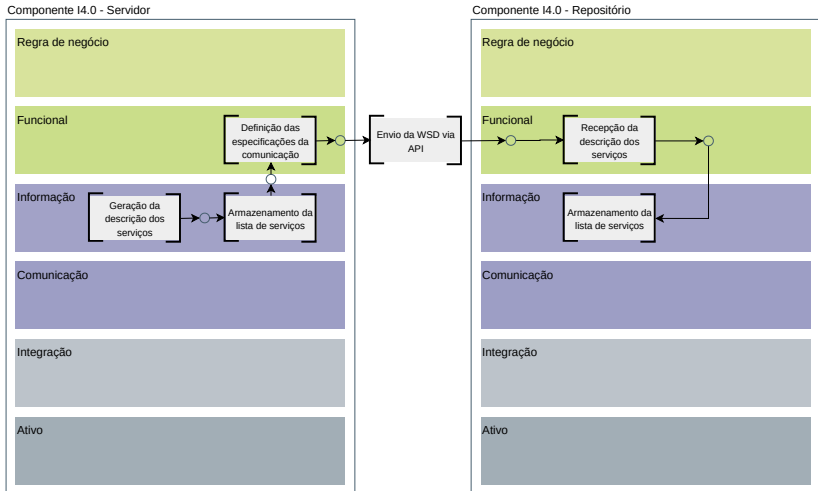 Componente I4.0 - Servidor
Regra de negócio
Funcional
Definição das
especificações da
comunicação
Informação
Geração da
descrição dos
serviços
Armazenamento da
lista de serviços
Comunicação
Integração
Ativo
Envio da WSD via
API
Componente I4.0 - Repositório
Regra de negócio
Funcional
Recepção da
descrição dos
serviços
Informação
Armazenamento da
lista de serviços
Comunicação
Integração
Ativo